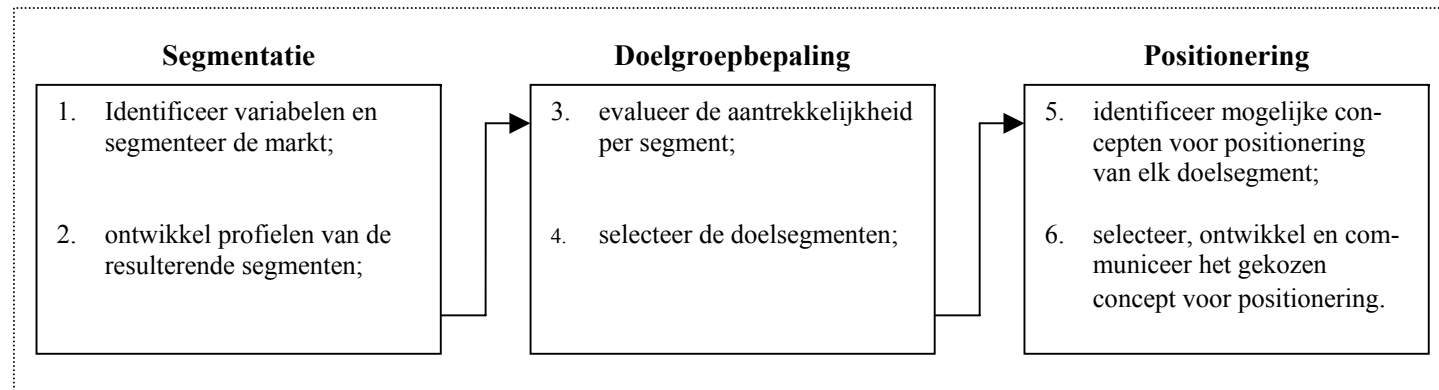 Segmentatie
1. Identificeer variabelen en
segmenteer de markt;
2. ontwikkel profielen van de
resulterende segmenten;
Doelgroepbepaling
3. evalueer de aantrekkelijkheid
per segment;
4. selecteer de doelsegmenten;
Positionering
5. identificeer mogelijke con-
cepten voor positionering
van elk doelsegment;
6. selecteer, ontwikkel en com-
municeer het gekozen
concept voor positionering.